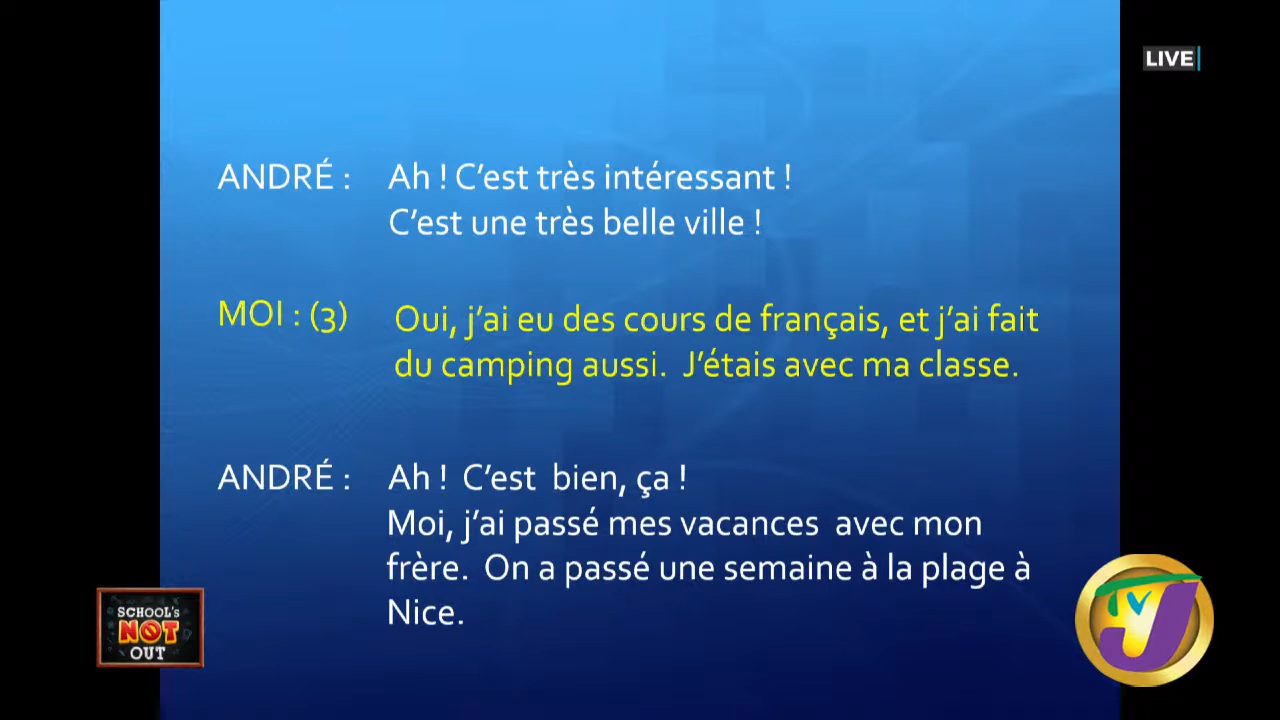 LIVE
ANDRÉ : Ah ! C'est très intéressant !
C'est une très belle ville !
MOI : (3) Oui, j'ai eu des cours de français, et j'ai fait
du camping aussi. J'étais avec ma classe.
ANDRÉ : Ah ! C'est bien, ça !
Moi, j'ai passé mes vacances avec mon
frère. On a passé une semaine à la plage à
Nice.
SCHOOL's
NOT
OUT
TVJ